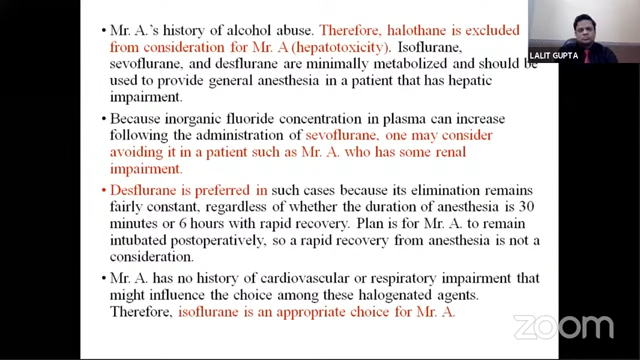 • Mr. A.'s history of alcohol abuse. Therefore, halothane is excluded
from consideration for Mr. A (hepatotoxicity). Isoflurane,
sevoflurane, and desflurane are minimally metabolized and should be
used to provide general anesthesia in a patient that has hepatic
impairment.
• Because inorganic fluoride concentration in plasma can increase
following the administration of sevoflurane, one may consider
avoiding it in a patient such as Mr. A. who has some renal
impairment.
• Desflurane is preferred in such cases because its elimination remains
fairly constant, regardless of whether the duration of anesthesia is 30
minutes or 6 hours with rapid recovery. Plan is for Mr. A. to remain
intubated postoperatively, so a rapid recovery from anesthesia is not a
consideration.
• Mr. A. has no history of cardiovascular or respiratory impairment that
might influence the choice among these halogenated agents.
Therefore, isoflurane is an appropriate choice for Mr. A.
LALIT GUPTA
zoom